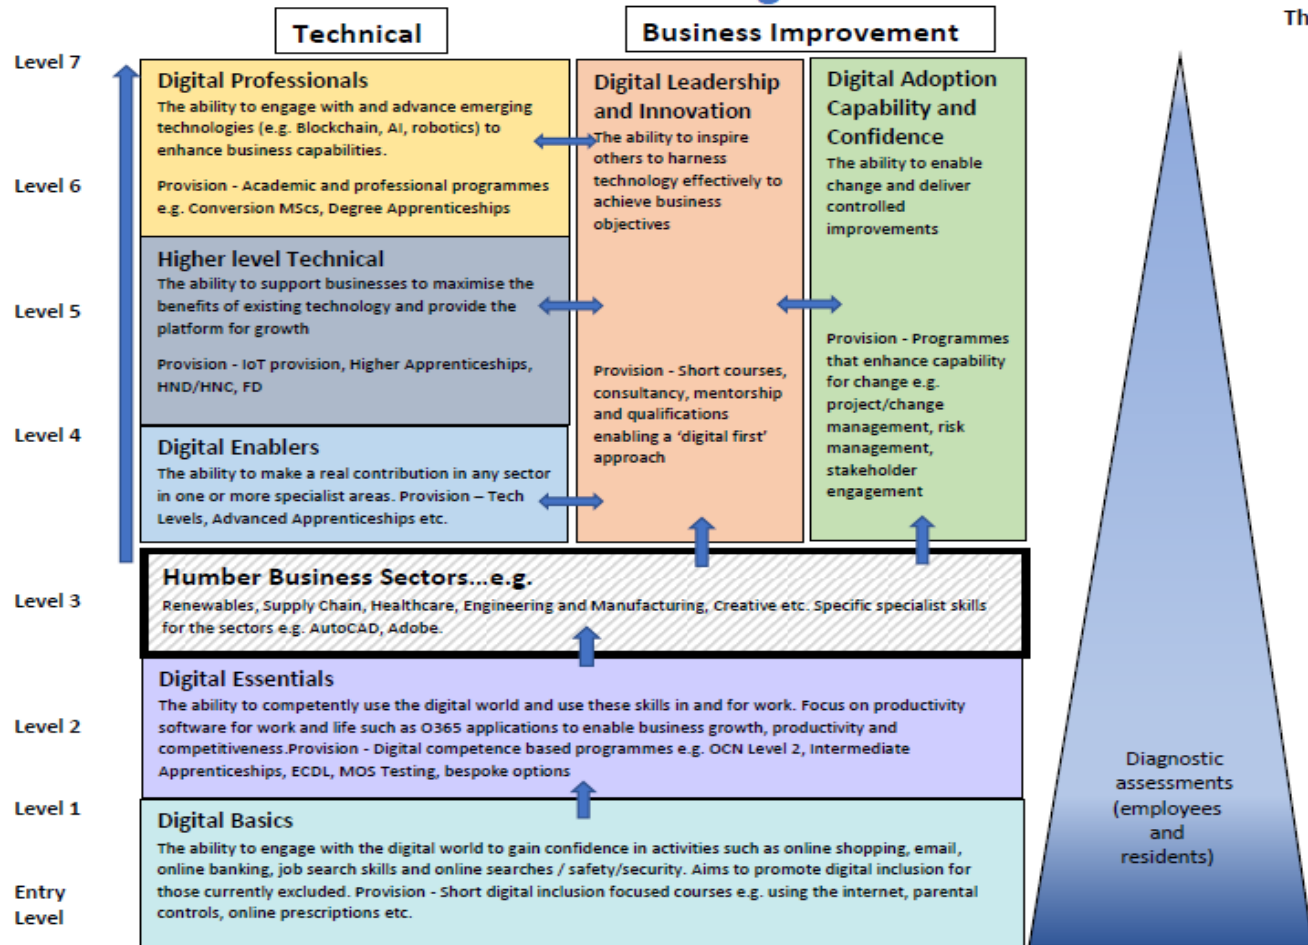 Th
Technical
Business Improvement
Level 7
Level 6
Level 5
Level 4
Level 3
Level 2
Level 1
Entry
Level
Digital Professionals
The ability to engage with and advance emerging
technologies (e.g. Blockchain, AI, robotics) to
enhance business capabilities.
Provision - Academic and professional programmes
e.g. Conversion MScs, Degree Apprenticeships
Higher level Technical
The ability to support businesses to maximise the
benefits of existing technology and provide the
platform for growth
Provision - IoT provision, Higher Apprenticeships,
HND/HNC, FD
Digital Enablers
The ability to make a real contribution in any sector
in one or more specialist areas. Provision – Tech
Levels, Advanced Apprenticeships etc.
Digital Leadership
and Innovation
The ability to inspire
others to harness
technology effectively to
achieve business
objectives
Provision - Short courses,
consultancy, mentorship
and qualifications
enabling a ‘digital first’
approach
Digital Adoption
Capability and
Confidence
The ability to enable
change and deliver
controlled
improvements
Provision - Programmes
that enhance capability
for change e.g.
project/change
management, risk
management,
stakeholder
engagement
Humber Business Sectors...e.g.
Renewables, Supply Chain, Healthcare, Engineering and Manufacturing, Creative etc. Specific specialist skills
for the sectors e.g. AutoCAD, Adobe.
Digital Essentials
The ability to competently use the digital world and use these skills in and for work. Focus on productivity
software for work and life such as O365 applications to enable business growth, productivity and
competitiveness.Provision - Digital competence based programmes e.g. OCN Level 2, Intermediate
Apprenticeships, ECDL, MOS Testing, bespoke options
Digital Basics
The ability to engage with the digital world to gain confidence in activities such as online shopping, email,
online banking, job search skills and online searches / safety/security. Aims to promote digital inclusion for
those currently excluded. Provision - Short digital inclusion focused courses e.g. using the internet, parental
controls, online prescriptions etc.
Diagnostic
assessments
(employees
and
residents)